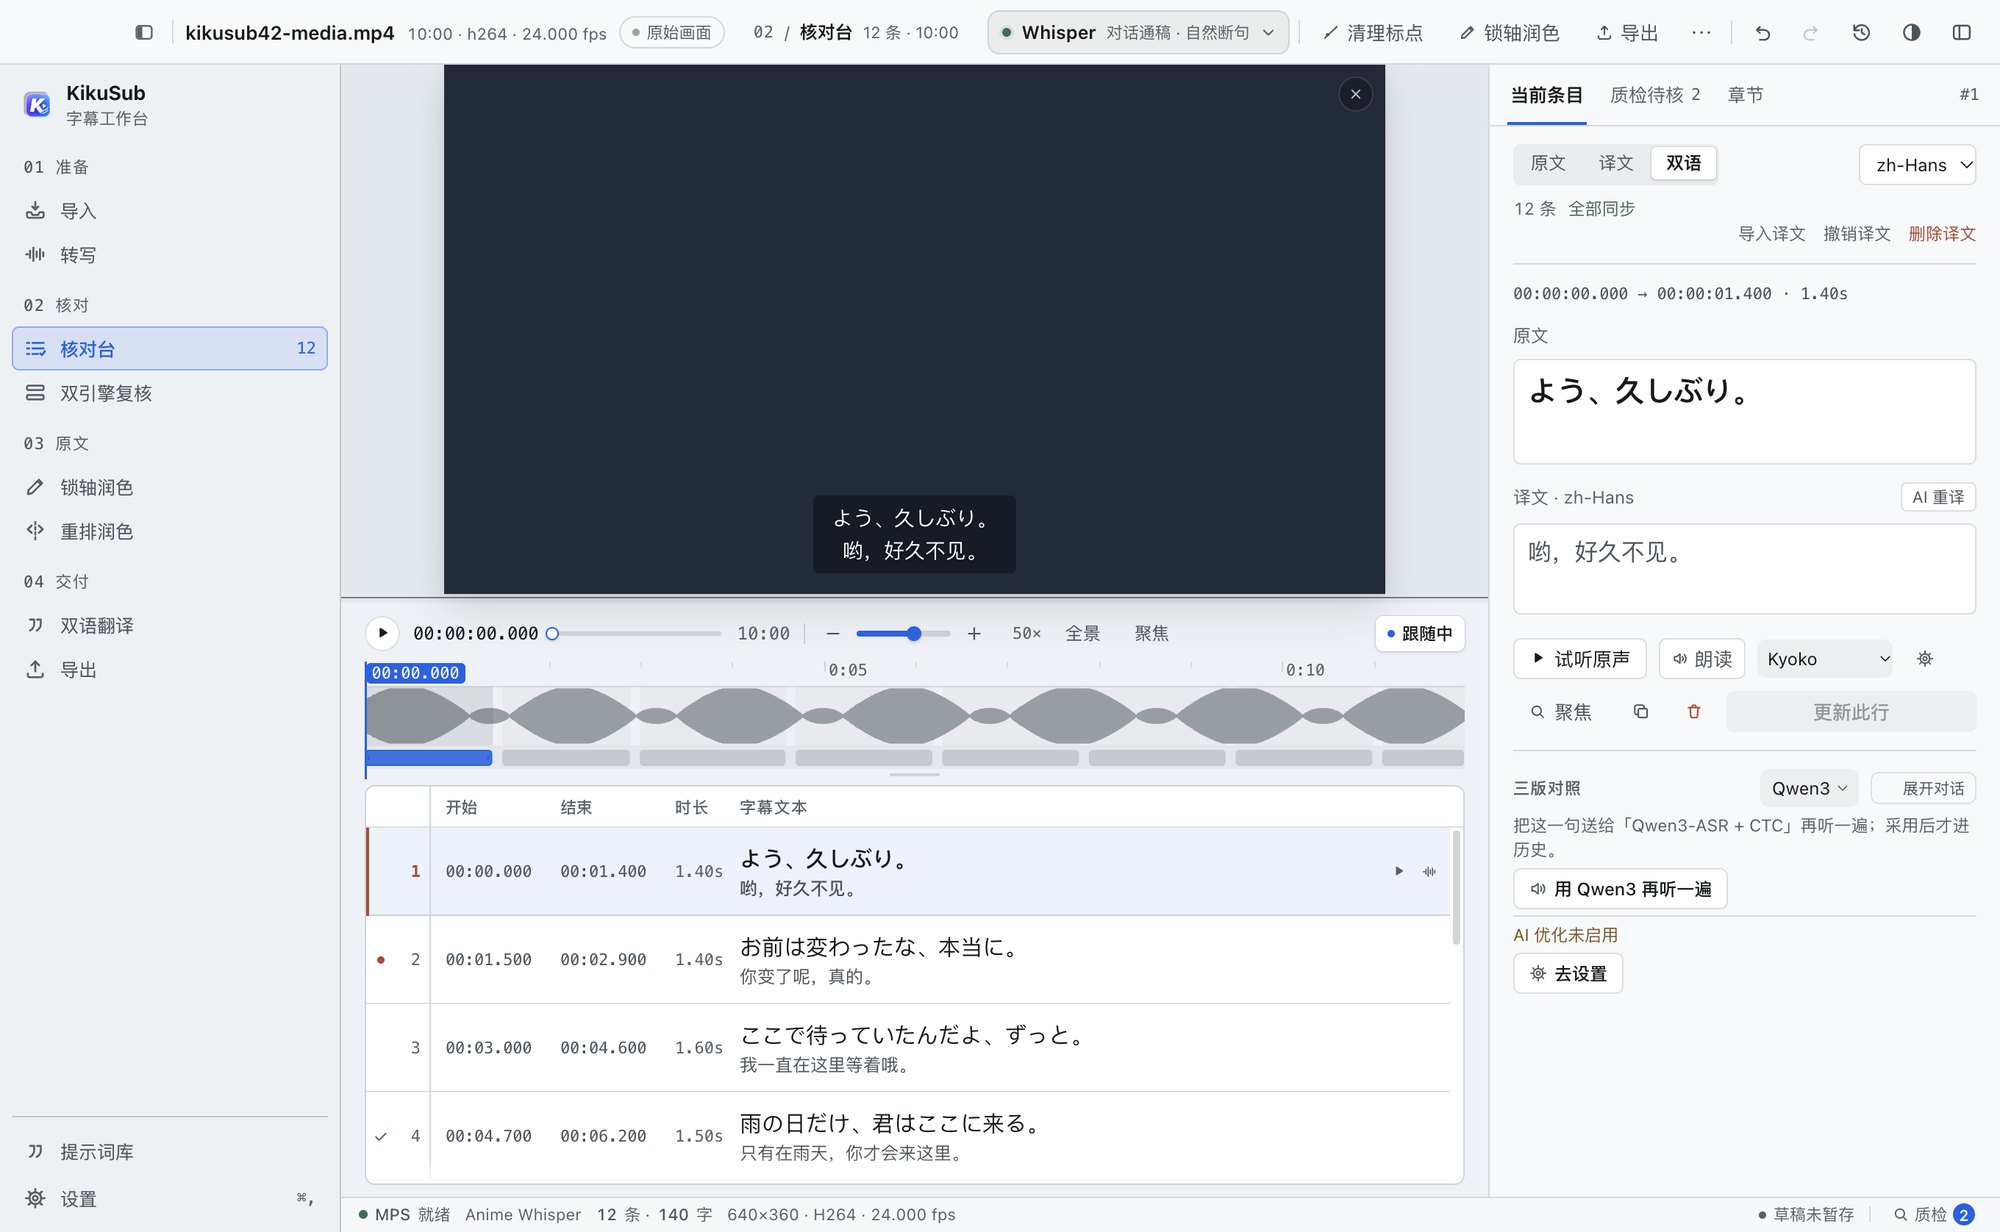 kikusub42-media.mp4 10:00 · h264 · 24.000 fps 原始画面 02 / 核对台 12 条 · 10:00 Whisper 对话通稿 · 自然断句 清理标点 锁轴润色 导出 ···
KikuSub
字幕工作台
01 准备
导入
转写
02 核对
核对台 12
双引擎复核
03 原文
锁轴润色
重排润色
04 交付
双语翻译
导出
提示词库
设置 ⌘,
よう、久しぶり。
哟，好久不见。
00:00:00.000 10:00 50× 全景 聚焦 跟随中
00:00.000 0:05 0:10
开始 结束 时长 字幕文本
1 00:00.000 00:01.400 1.40s よう、久しぶり。
哟，好久不见。
2 00:01.500 00:02.900 1.40s お前は変わったな、本当に。
你变了呢，真的。
3 00:03.000 00:04.600 1.60s ここで待っていたんだよ、ずっと。
我一直在这里等着哦。
4 00:04.700 00:06.200 1.50s 雨の日だけ、君はここに来る。
只有在雨天，你才会来这里。
当前条目 质检待核 2 章节 #1
原文 译文 双语 zh-Hans
12 条 全部同步
导入译文 撤销译文 删除译文
00:00:00.000 → 00:00:01.400 · 1.40s
原文
よう、久しぶり。
译文 · zh-Hans AI 重译
哟，好久不见。
试听原声 朗读 Kyoko
聚焦 更新此行
三版对照 Qwen3 展开对话
把这一句送给「Qwen3-ASR + CTC」再听一遍；采用后才进
历史。
用 Qwen3 再听一遍
AI 优化未启用
去设置
MPS 就绪 Anime Whisper 12 条 · 140 字 640×360 · H264 · 24.000 fps 草稿未暂存 质检 2